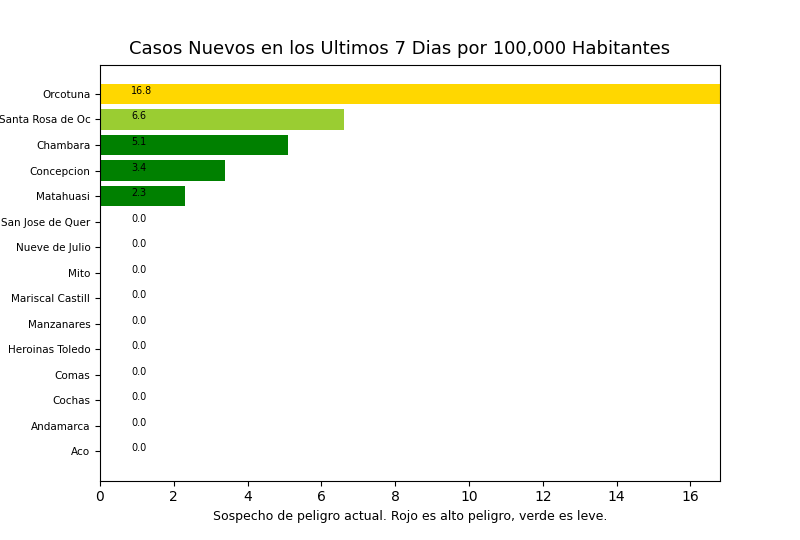 Casos Nuevos en los Ultimos 7 Dias por 100,000 Habitantes
Orcotuna 16.8
Santa Rosa de Oc 6.6
Chambara 5.1
Concepcion 3.4
Matahuasi 2.3
San Jose de Quer 0.0
Nueve de Julio 0.0
Mito 0.0
Mariscal Castill 0.0
Manzanares 0.0
Heroinas Toledo 0.0
Comas 0.0
Cochas 0.0
Andamarca 0.0
Aco 0.0
0 2 4 6 8 10 12 14 16
Sospecho de peligro actual. Rojo es alto peligro, verde es leve.